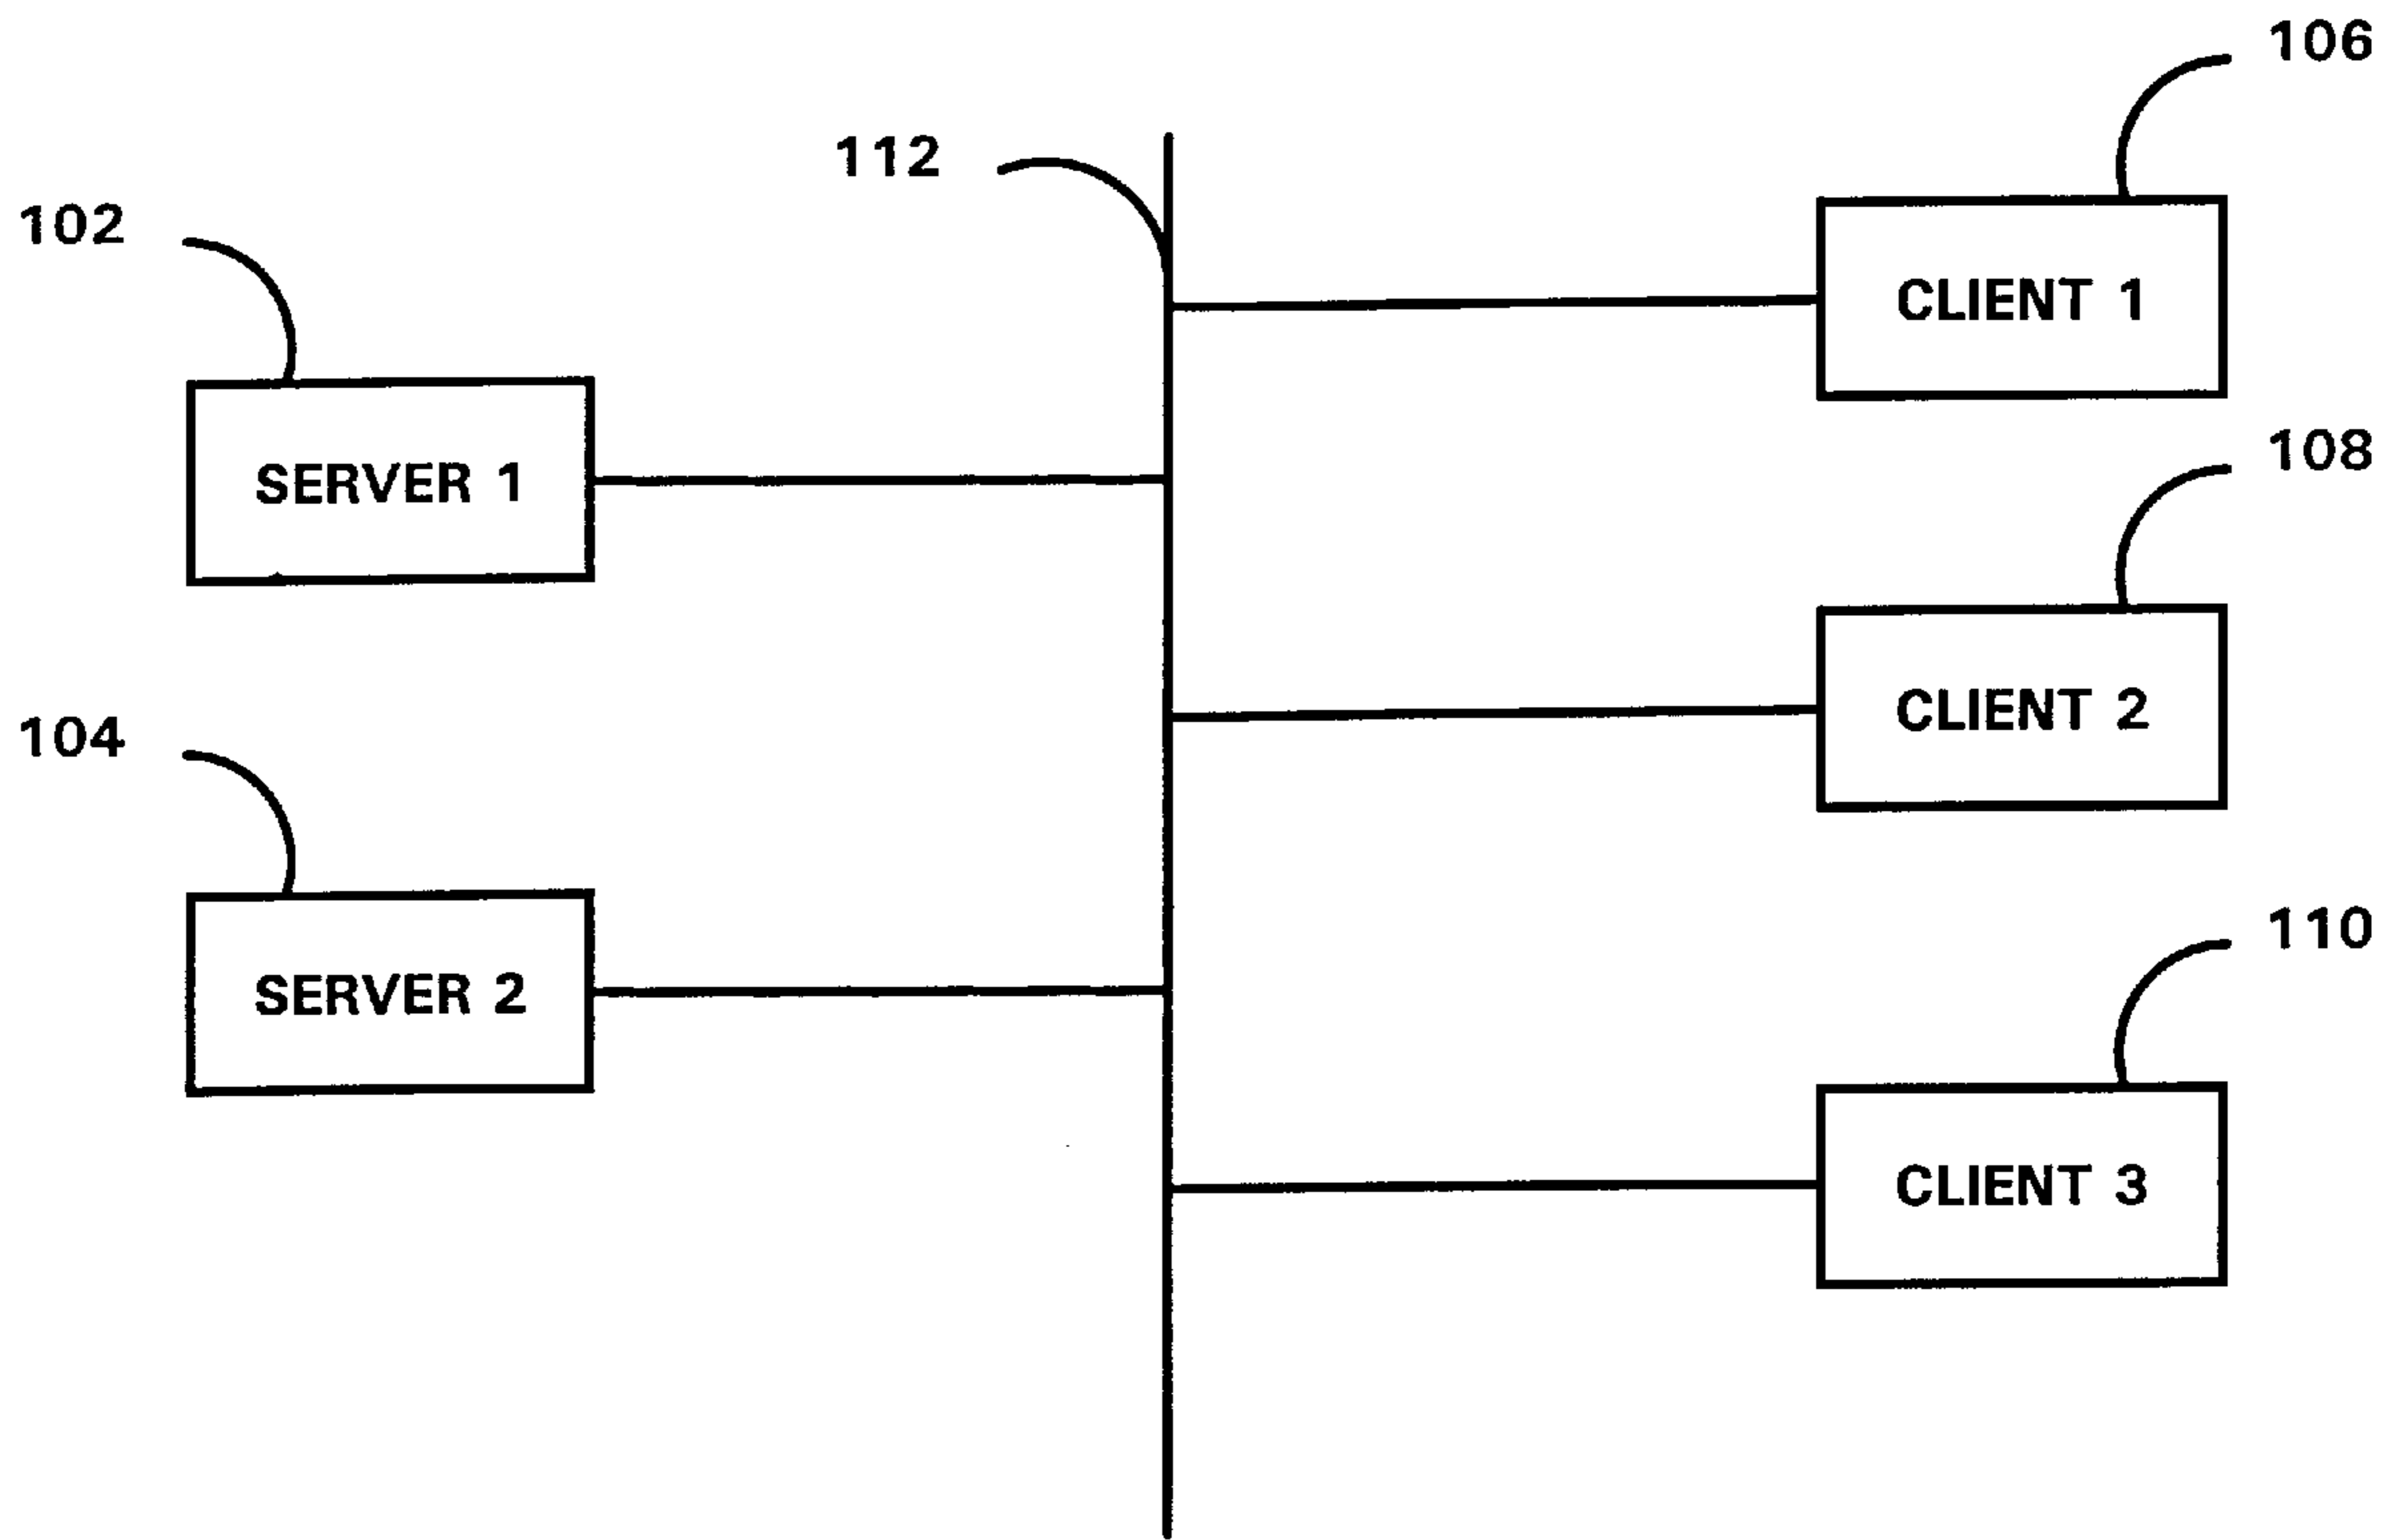 106
112
102
CLIENT 1
108
SERVER 1
CLIENT 2
104
110
SERVER 2
CLIENT 3